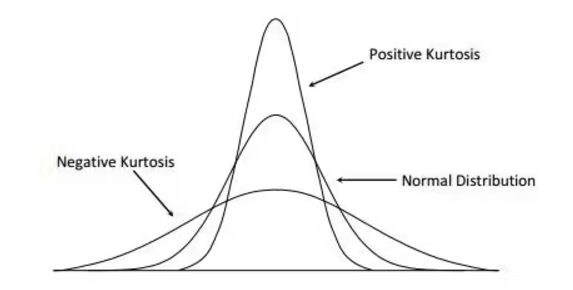 Positive Kurtosis
Negative Kurtosis
Normal Distribution